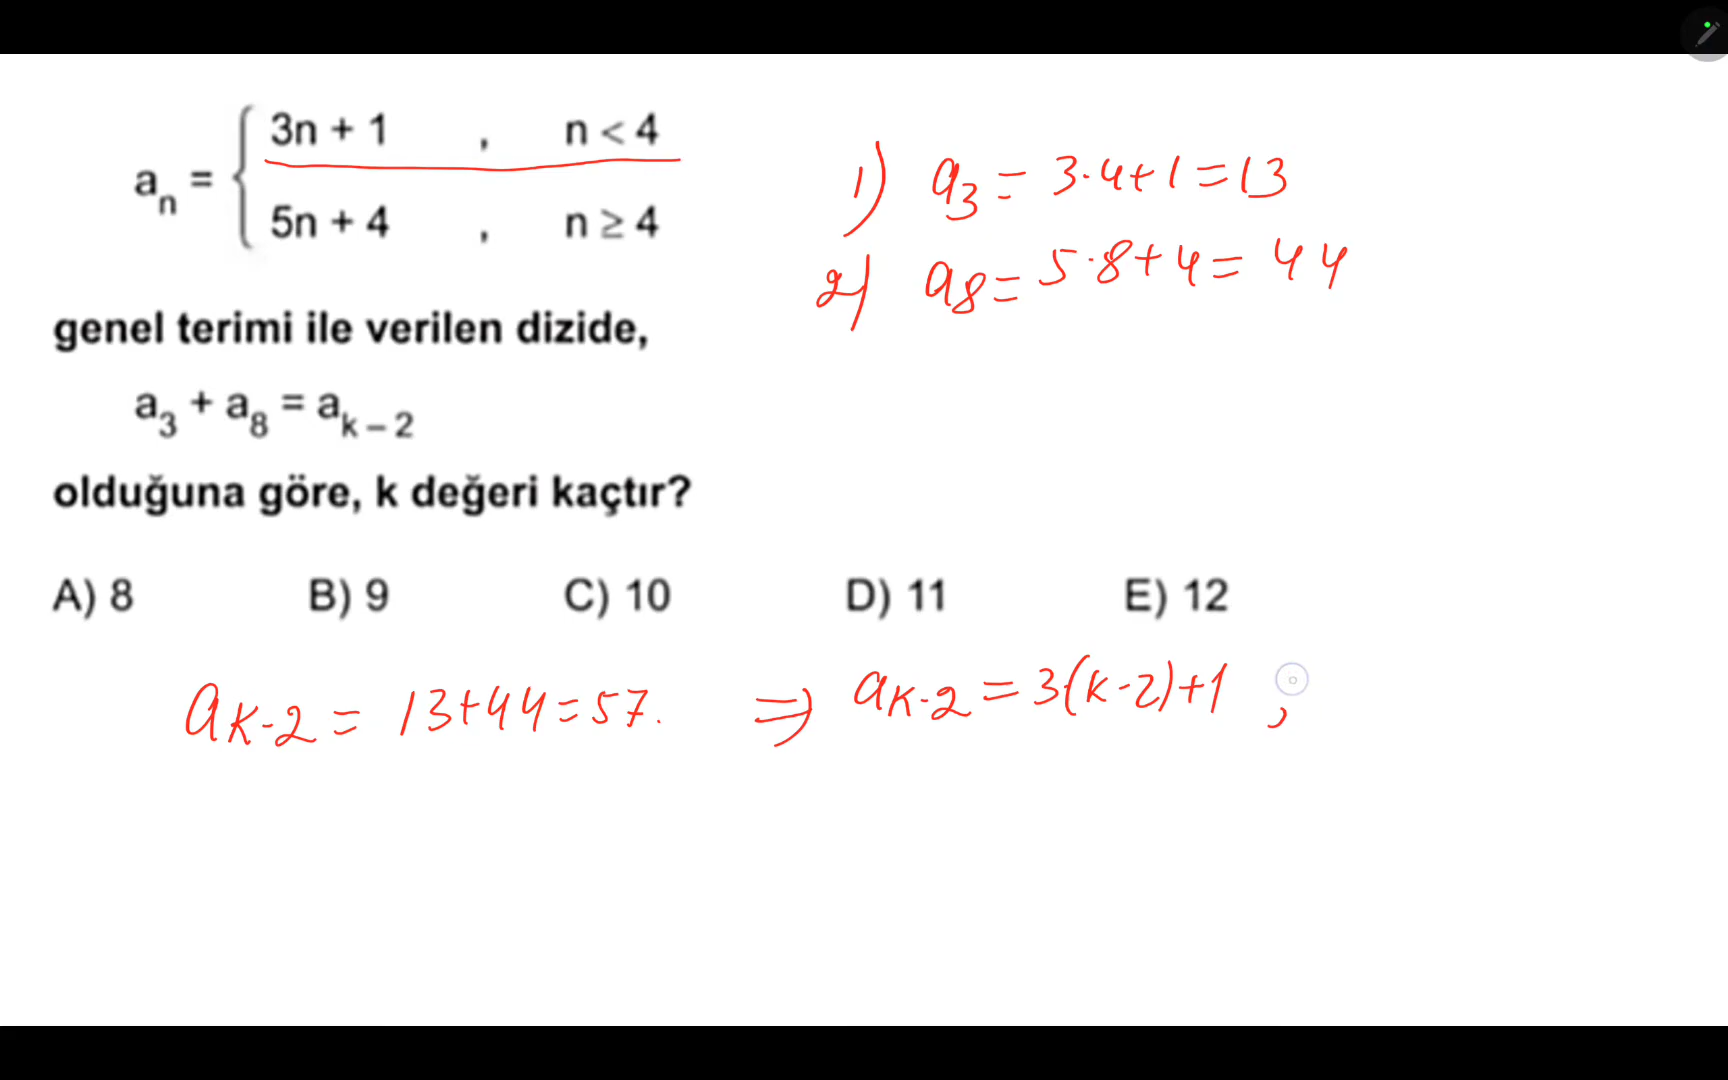 aₙ = { 3n + 1 , n < 4
5n + 4 , n ≥ 4
genel terimi ile verilen dizide,
a₃ + a₈ = aₖ₋₂
olduğuna göre, k değeri kaçtır?
A) 8 B) 9 C) 10 D) 11 E) 12
1) a₃ = 3·4+1=13
2) a₈ = 5·8+4=44
aₖ₋₂ = 13+44=57. ⇒ aₖ₋₂ = 3(k-2)+1 ,